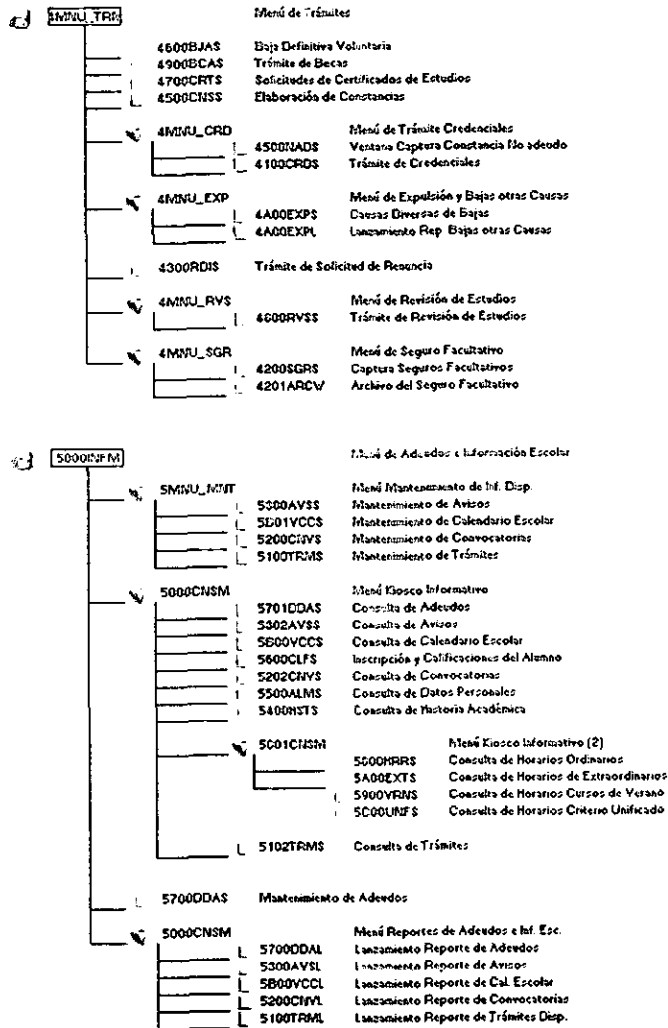 4MNU_TRM Menú de Trámites
4600BJAS Baja Definitiva Voluntaria
4900BCAS Trámite de Becas
4700CRTS Solicitudes de Certificados de Estudios
4500CNSS Elaboración de Constancias
4MNU_CRD Menú de Trámite Credenciales
4500NADS Ventana Captura Constancia No adeudo
4100CRDS Trámite de Credenciales
4MNU_EXP Menú de Expulsión y Bajas otras Causas
4A00EXPS Causas Diversas de Bajas
4A00EXPL Lanzamiento Rep. Bajas otras Causas
4300RDIS Trámite de Solicitud de Renuncia
4MNU_RVS Menú de Revisión de Estudios
4800RVSS Trámite de Revisión de Estudios
4MNU_SGR Menú de Seguro Facultativo
4200SGRS Captura Seguros Facultativos
4201ARCW Archivo del Seguro Facultativo
5000INFM Menú de Adeudos e Información Escolar
5MNU_MNT Menú Mantenimiento de Inf. Disp.
5300AVSS Mantenimiento de Avisos
5B01VCCS Mantenimiento de Calendario Escolar
5200CNVS Mantenimiento de Convocatorias
5100TRMS Mantenimiento de Trámites
5000CNSM Menú Kiosco Informativo
5701DDAS Consulta de Adeudos
5302AVSS Consulta de Avisos
5B00VCCS Consulta de Calendario Escolar
5600CLFS Inscripción y Calificaciones del Alumno
5202CNVS Consulta de Convocatorias
5500ALMS Consulta de Datos Personales
5400HSTS Consulta de Historia Académica
5001CNSM Menú Kiosco Informativo (2)
5800HRRS Consulta de Horarios Ordinarios
5A00EXTS Consulta de Horarios de Extraordinarios
5900VRNS Consulta de Horarios Cursos de Verano
5C00UNFS Consulta de Horarios Criterio Unificado
5102TRMS Consulta de Trámites
5700DDAS Mantenimiento de Adeudos
5000CNSM Menú Reportes de Adeudos e Inf. Esc.
5700DDAL Lanzamiento Reporte de Adeudos
5300AVSL Lanzamiento Reporte de Avisos
5B00VCCL Lanzamiento Reporte de Cal. Escolar
5200CNVL Lanzamiento Reporte de Convocatorias
5100TRML Lanzamiento Reporte de Trámites Disp.